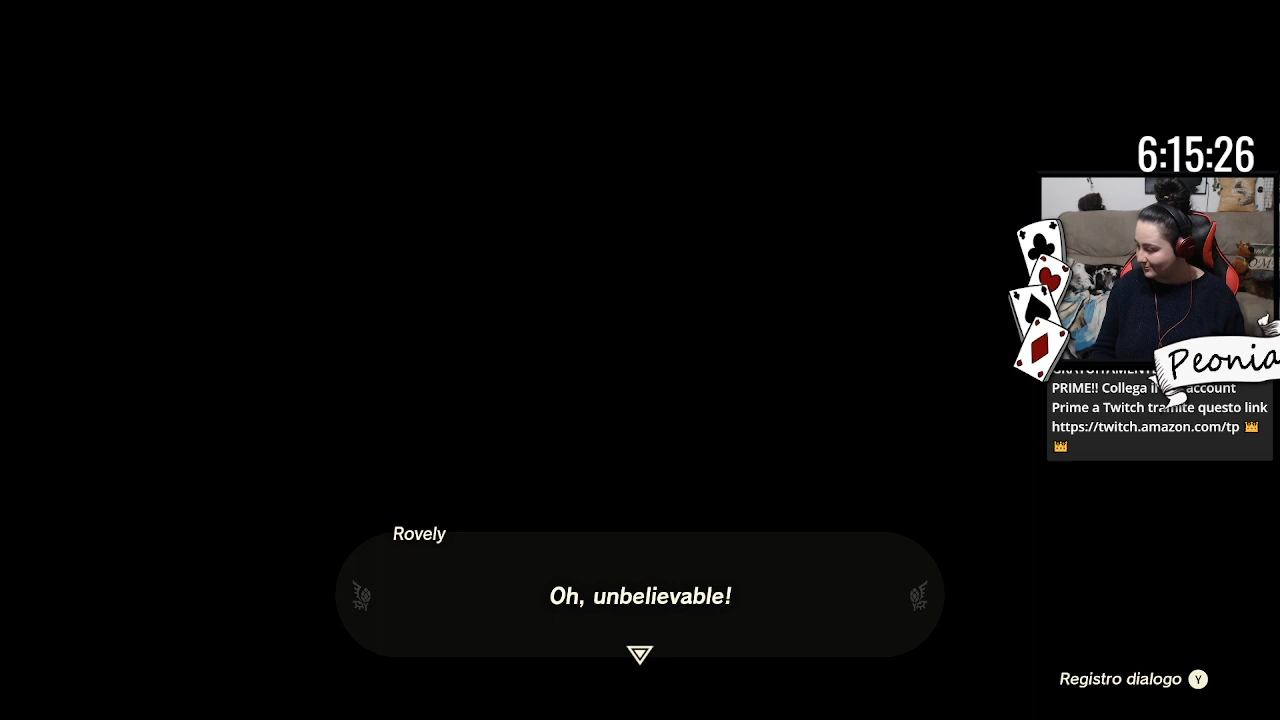 6:15:26
Peonia
GRATUITAMENTE
PRIME!! Collega il account
Prime a Twitch tramite questo link
https://twitch.amazon.com/tp
Rovely
Oh, unbelievable!
Registro dialogo Y